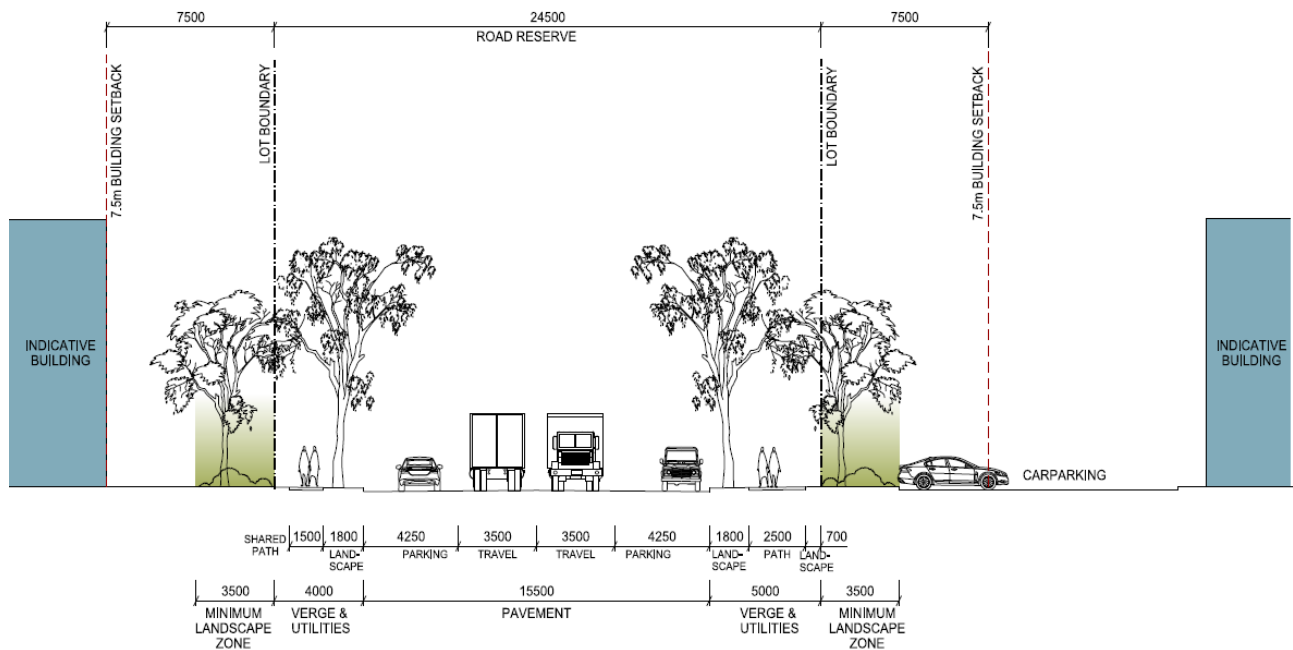 7500 24500 7500
ROAD RESERVE
7.5m BUILDING SETBACK
LOT BOUNDARY
LOT BOUNDARY
7.5m BUILDING SETBACK
INDICATIVE
BUILDING
INDICATIVE
BUILDING
CARPARKING
SHARED
PATH
1500 1800 4250 3500 3500 4250 1800 2500 700
LAND-
SCAPE
PARKING TRAVEL TRAVEL PARKING
LAND-
SCAPE
PATH
LAND-
SCAPE
3500 4000 15500 5000 3500
MINIMUM
LANDSCAPE
ZONE
VERGE &
UTILITIES
PAVEMENT
VERGE &
UTILITIES
MINIMUM
LANDSCAPE
ZONE